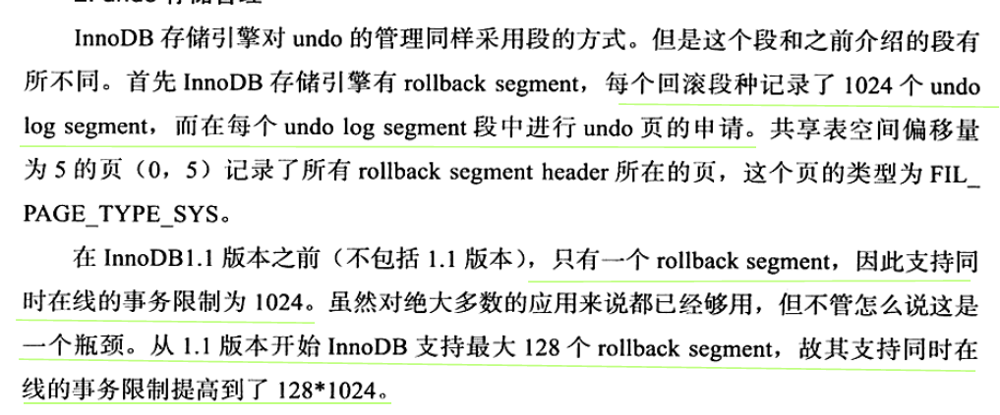 InnoDB 存储引擎对 undo 的管理同样采用段的方式。但是这个段和之前介绍的段有
所不同。首先 InnoDB 存储引擎有 rollback segment，每个回滚段种记录了 1024 个 undo
log segment，而在每个 undo log segment 段中进行 undo 页的申请。共享表空间偏移量
为 5 的页（0，5）记录了所有 rollback segment header 所在的页，这个页的类型为 FIL_
PAGE_TYPE_SYS。
在 InnoDB1.1 版本之前（不包括 1.1 版本），只有一个 rollback segment，因此支持同
时在线的事务限制为 1024。虽然对绝大多数的应用来说都已经够用，但不管怎么说这是
一个瓶颈。从 1.1 版本开始 InnoDB 支持最大 128 个 rollback segment，故其支持同时在
线的事务限制提高到了 128*1024。